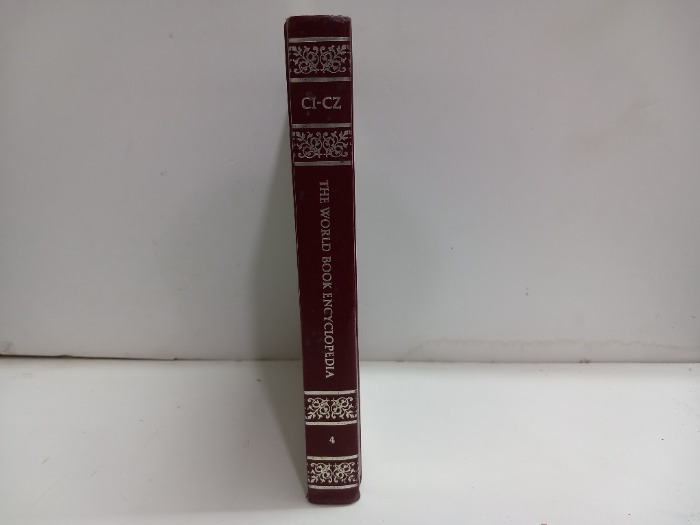 CI-CZ
THE WORLD BOOK ENCYCLOPEDIA
4